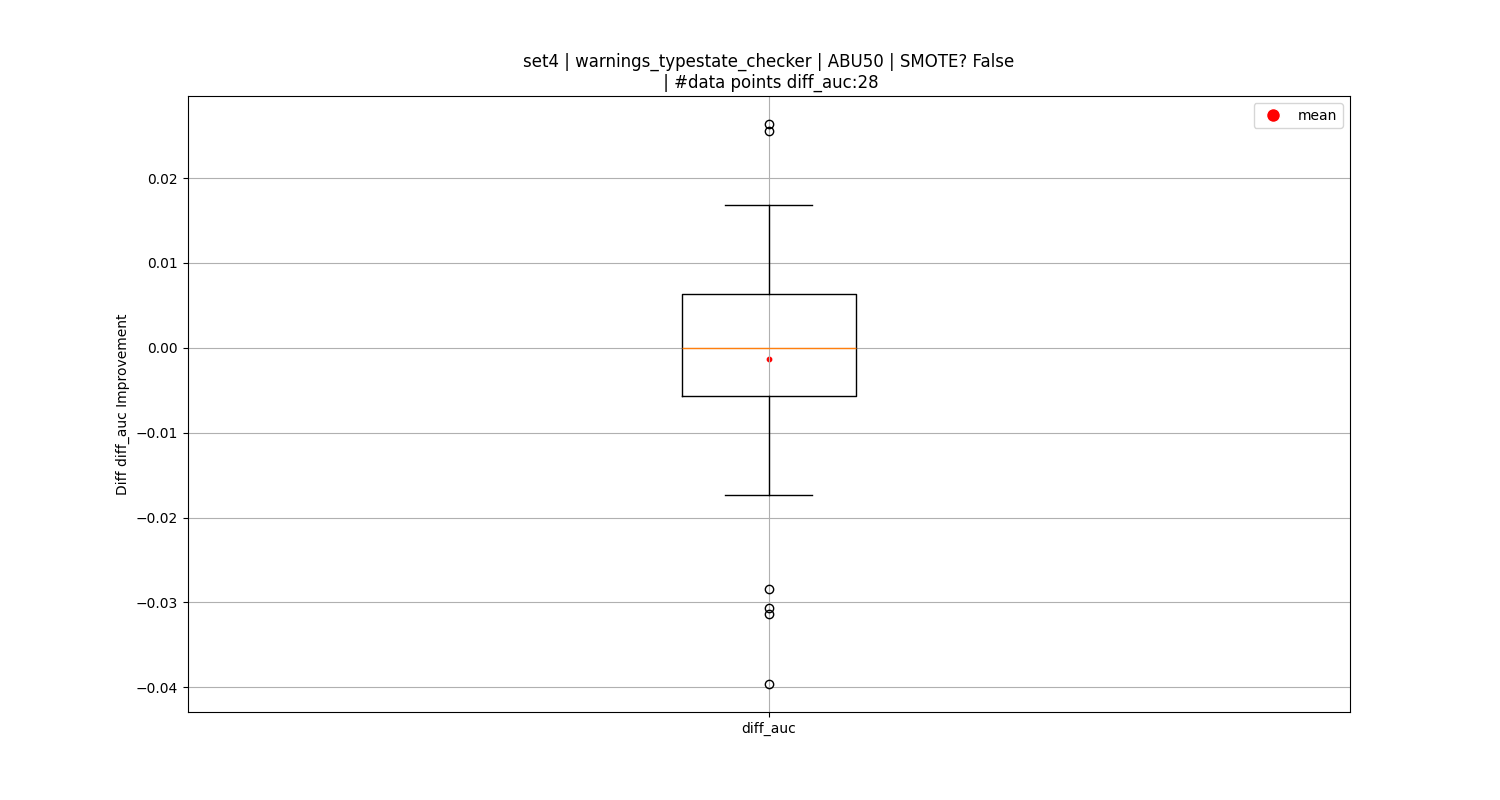 set4 | warnings_typestate_checker | ABU50 | SMOTE? False
| #data points diff_auc:28
mean
0.02
0.01
0.00
−0.01
−0.02
−0.03
−0.04
Diff diff_auc Improvement
diff_auc